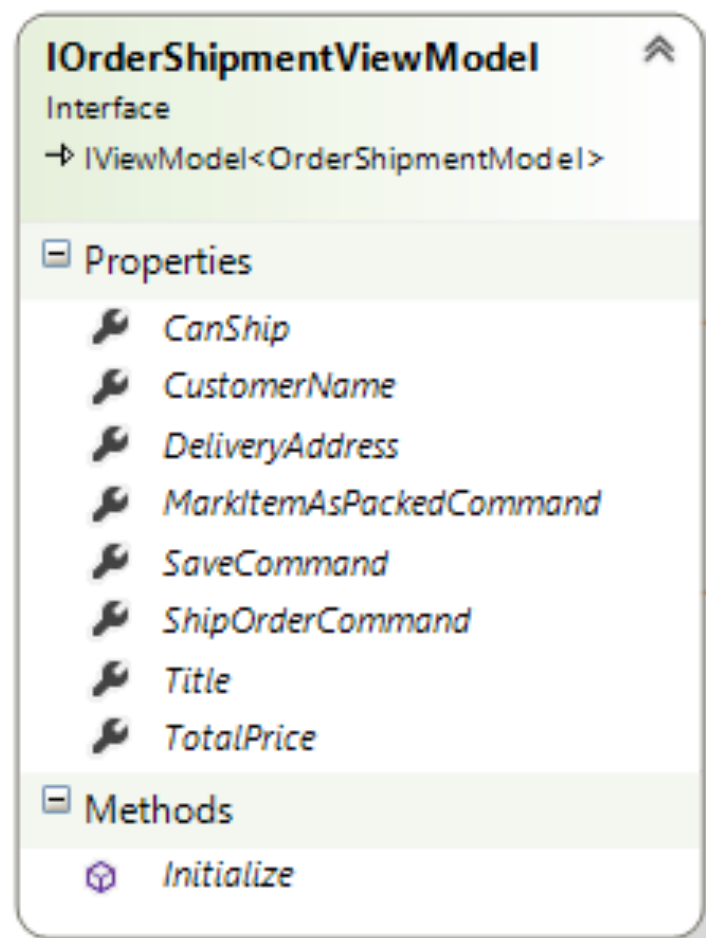 IOrderShipmentViewModel
Interface
IViewModel<OrderShipmentModel>
Properties
CanShip
CustomerName
DeliveryAddress
MarkItemAsPackedCommand
SaveCommand
ShipOrderCommand
Title
TotalPrice
Methods
Initialize